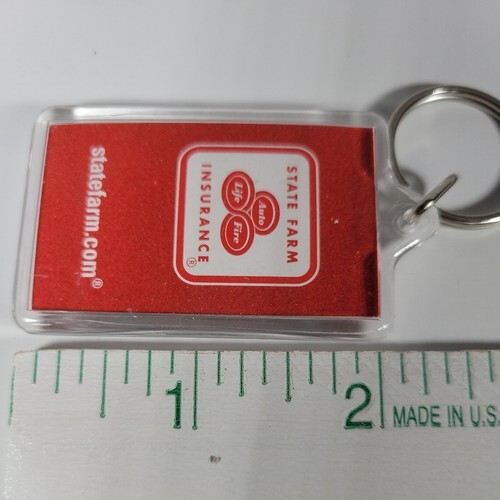 STATE FARM
Auto
Life
Fire
INSURANCE®
statefarm.com®
1
2
MADE IN U.S.